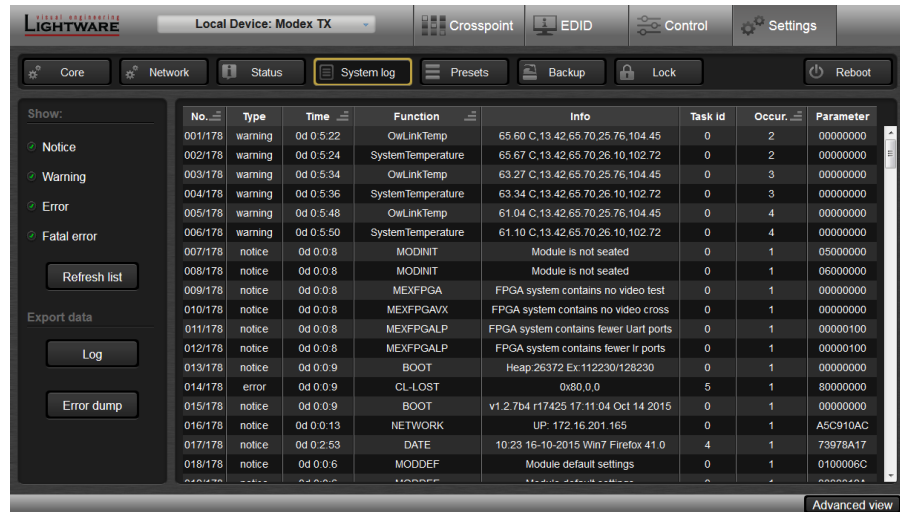 visual engineering
LIGHTWARE
Local Device: Modex TX
Crosspoint
EDID
Control
Settings
Core
Network
Status
System log
Presets
Backup
Lock
Reboot
Show:
Notice
Warning
Error
Fatal error
Refresh list
Export data
Log
Error dump
No. Type Time Function Info Task id Occur. Parameter
001/178 warning 0d 0:5:22 OwLinkTemp 65.60 C,13.42,65.70,25.76,104.45 0 2 00000000
002/178 warning 0d 0:5:24 SystemTemperature 65.67 C,13.42,65.70,26.10,102.72 0 2 00000000
003/178 warning 0d 0:5:34 OwLinkTemp 63.27 C,13.42,65.70,25.76,104.45 0 3 00000000
004/178 warning 0d 0:5:36 SystemTemperature 63.34 C,13.42,65.70,26.10,102.72 0 3 00000000
005/178 warning 0d 0:5:48 OwLinkTemp 61.04 C,13.42,65.70,25.76,104.45 0 4 00000000
006/178 warning 0d 0:5:50 SystemTemperature 61.10 C,13.42,65.70,26.10,102.72 0 4 00000000
007/178 notice 0d 0:0:8 MODINIT Module is not seated 0 1 05000000
008/178 notice 0d 0:0:8 MODINIT Module is not seated 0 1 06000000
009/178 notice 0d 0:0:8 MEXFPGA FPGA system contains no video test 0 1 00000000
010/178 notice 0d 0:0:8 MEXFPGAVX FPGA system contains no video cross 0 1 00000000
011/178 notice 0d 0:0:8 MEXFPGALP FPGA system contains fewer Uart ports 0 1 00000100
012/178 notice 0d 0:0:8 MEXFPGALP FPGA system contains fewer Ir ports 0 1 00000100
013/178 notice 0d 0:0:9 BOOT Heap:26372 Ex:112230/128230 0 1 00000000
014/178 error 0d 0:0:9 CL-LOST 0x80,0,0 5 1 80000000
015/178 notice 0d 0:0:9 BOOT v1.2.7b4 r17425 17:11:04 Oct 14 2015 0 1 00000000
016/178 notice 0d 0:0:13 NETWORK UP: 172.16.201.165 0 1 A5C910AC
017/178 notice 0d 0:2:53 DATE 10:23 16-10-2015 Win7 Firefox 41.0 4 1 73978A17
018/178 notice 0d 0:0:6 MODDEF Module default settings 0 1 0100006C
Advanced view